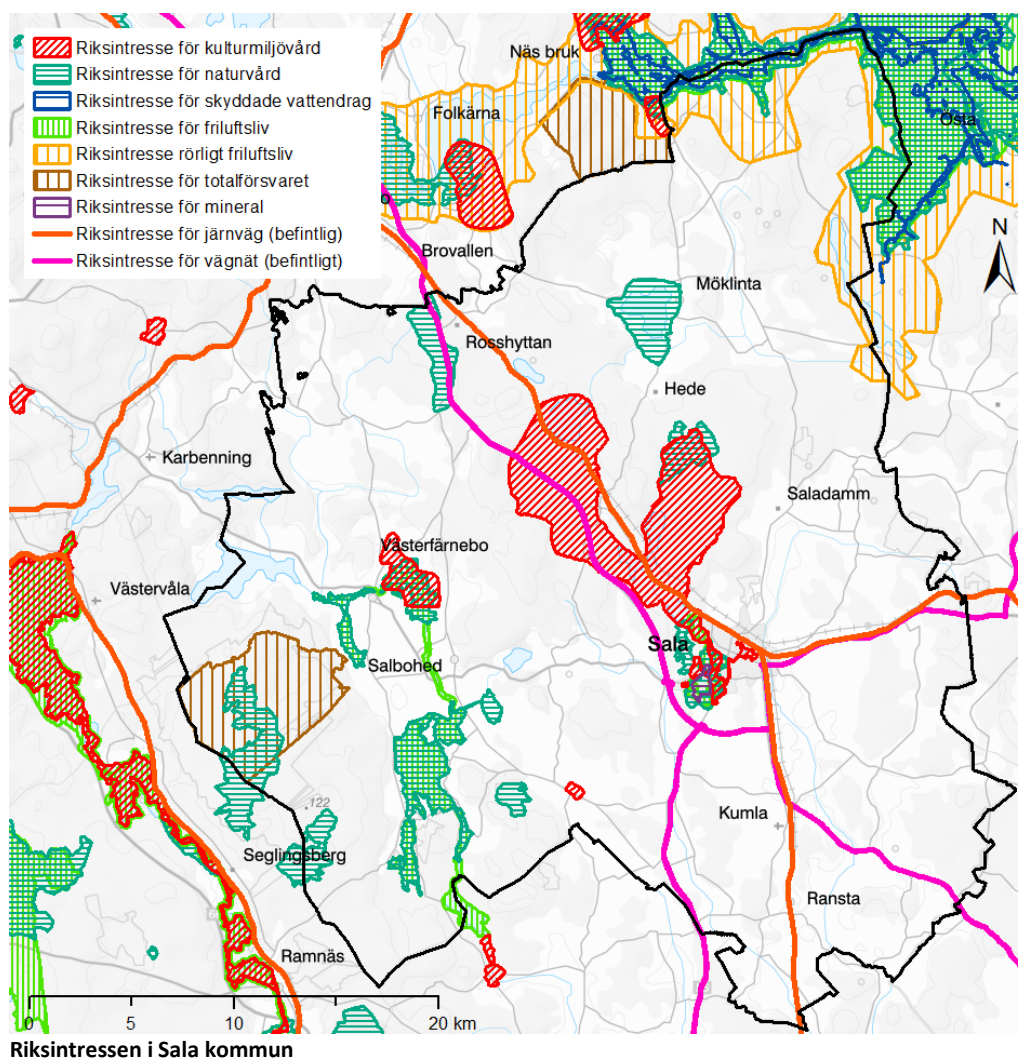 Riksintresse för kulturmiljövård
Riksintresse för naturvård
Riksintresse för skyddade vattendrag
Riksintresse för friluftsliv
Riksintresse rörligt friluftsliv
Riksintresse för totalförsvaret
Riksintresse för mineral
Riksintresse för järnväg (befintlig)
Riksintresse för vägnät (befintligt)
Näs bruk
Folkärna
Östa
o
Brovallen
N
Möklinta
Rosshyttan
Hede
Karbenning
Saladamm
Västerfärnebo
Västervåla
Sala
Salbohed
122
Kumla
Seglingsberg
Ransta
Ramnäs
0 5 10 20 km
Riksintressen i Sala kommun